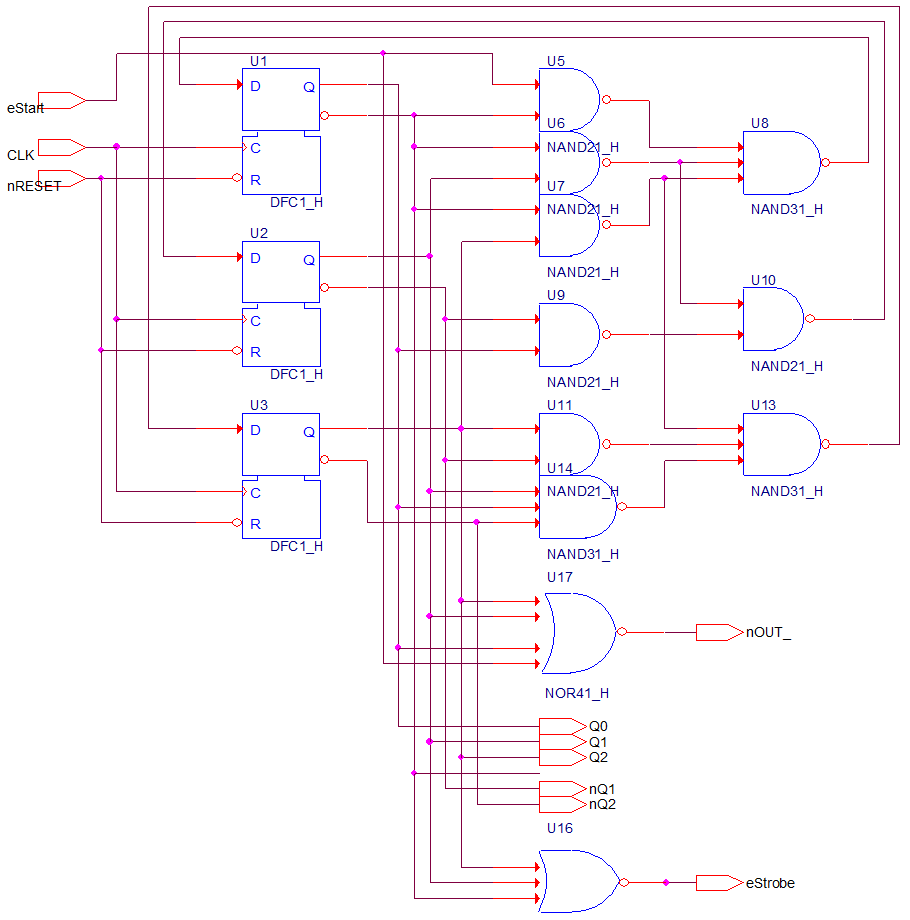 U1
U5
D
Q
eStart
U6
U8
CLK
C
NAND21_H
nRESET
R
U7
DFC1_H
NAND21_H
NAND31_H
U2
D
Q
NAND21_H
U10
U9
C
R
DFC1_H
NAND21_H
NAND21_H
U3
U11
U13
D
Q
U14
C
NAND21_H
NAND31_H
R
DFC1_H
NAND31_H
U17
nOUT_
NOR41_H
Q0
Q1
Q2
nQ1
nQ2
U16
eStrobe